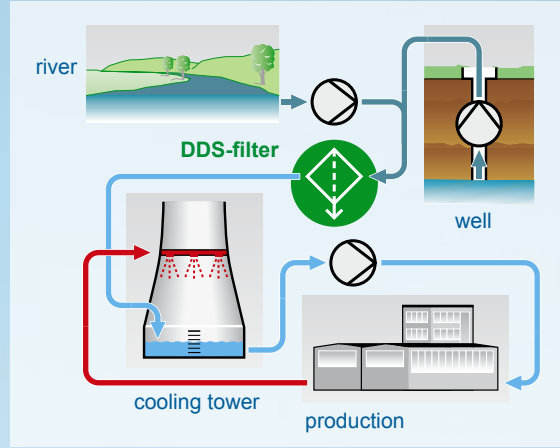 river
DDS-filter
well
cooling tower
production